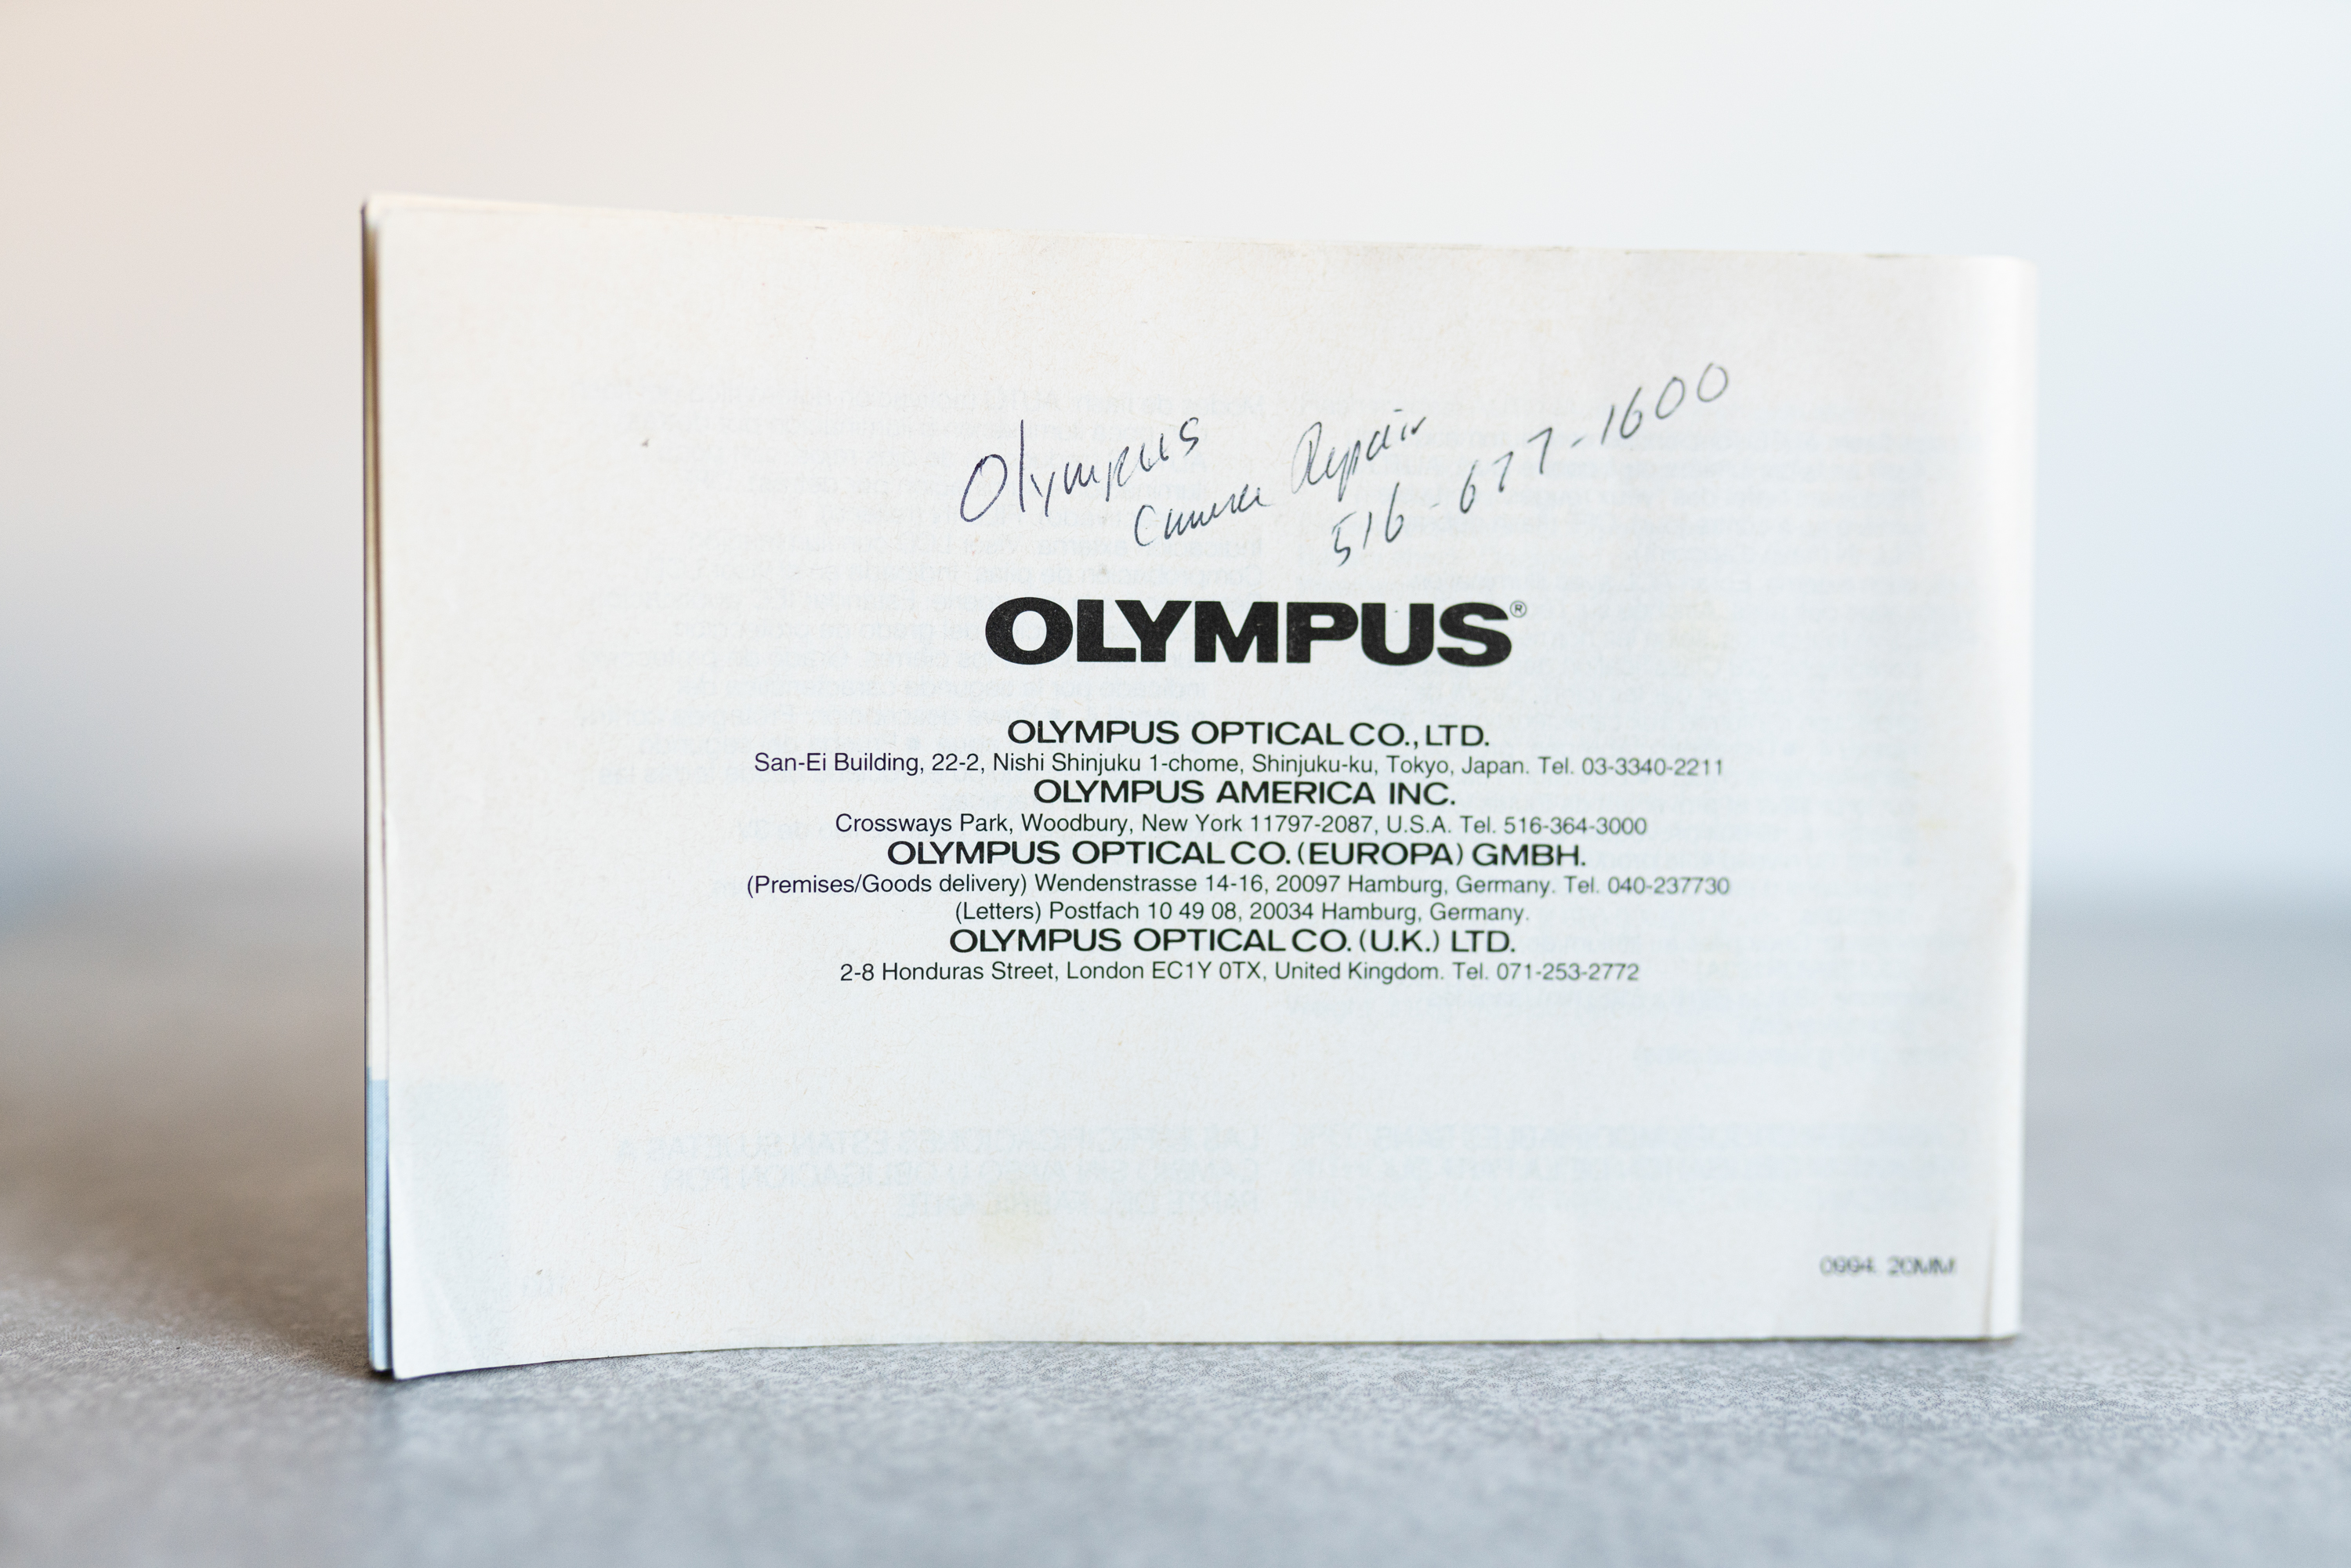 Olympus
Camera Repair
516-677-1600
OLYMPUS®
OLYMPUS OPTICAL CO., LTD.
San-Ei Building, 22-2, Nishi Shinjuku 1-chome, Shinjuku-ku, Tokyo, Japan. Tel. 03-3340-2211
OLYMPUS AMERICA INC.
Crossways Park, Woodbury, New York 11797-2087, U.S.A. Tel. 516-364-3000
OLYMPUS OPTICAL CO. (EUROPA) GMBH.
(Premises/Goods delivery) Wendenstrasse 14-16, 20097 Hamburg, Germany. Tel. 040-237730
(Letters) Postfach 10 49 08, 20034 Hamburg, Germany.
OLYMPUS OPTICAL CO. (U.K.) LTD.
2-8 Honduras Street, London EC1Y 0TX, United Kingdom. Tel. 071-253-2772
0994. 20MM